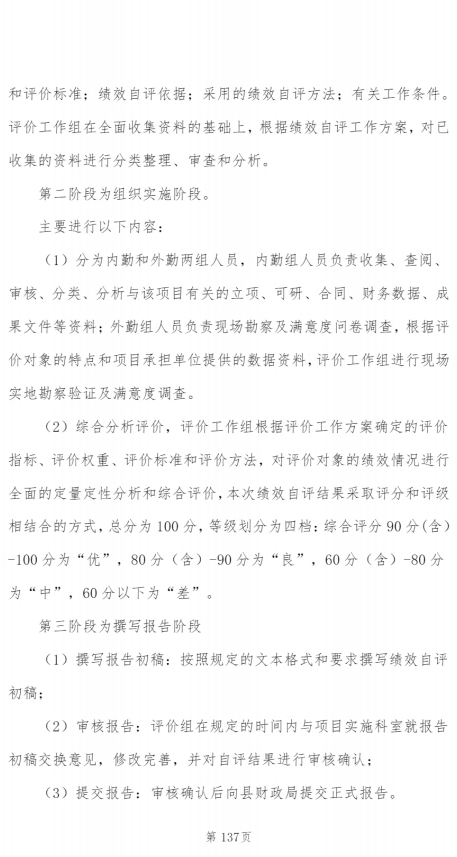 和评价标准；绩效自评依据；采用的绩效自评方法；有关工作条件。
评价工作组在全面收集资料的基础上，根据绩效自评工作方案，对已
收集的资料进行分类整理、审查和分析。
第二阶段为组织实施阶段。
主要进行以下内容：
（1）分为内勤和外勤两组人员，内勤组人员负责收集、查阅、
审核、分类、分析与该项目有关的立项、可研、合同、财务数据、成
果文件等资料；外勤组人员负责现场勘察及满意度问卷调查，根据评
价对象的特点和项目承担单位提供的数据资料，评价工作组进行现场
实地勘察验证及满意度调查。
（2）综合分析评价，评价工作组根据评价工作方案确定的评价
指标、评价权重、评价标准和评价方法，对评价对象的绩效情况进行
全面的定量定性分析和综合评价，本次绩效自评结果采取评分和评级
相结合的方式，总分为 100 分，等级划分为四档：综合评分 90 分(含)
-100 分为“优”，80 分（含）-90 分为“良”，60 分（含）-80 分
为“中”，60 分以下为“差”。
第三阶段为撰写报告阶段
（1）撰写报告初稿：按照规定的文本格式和要求撰写绩效自评
初稿；
（2）审核报告：评价组在规定的时间内与项目实施科室就报告
初稿交换意见，修改完善，并对自评结果进行审核确认；
（3）提交报告：审核确认后向县财政局提交正式报告。
第 137页